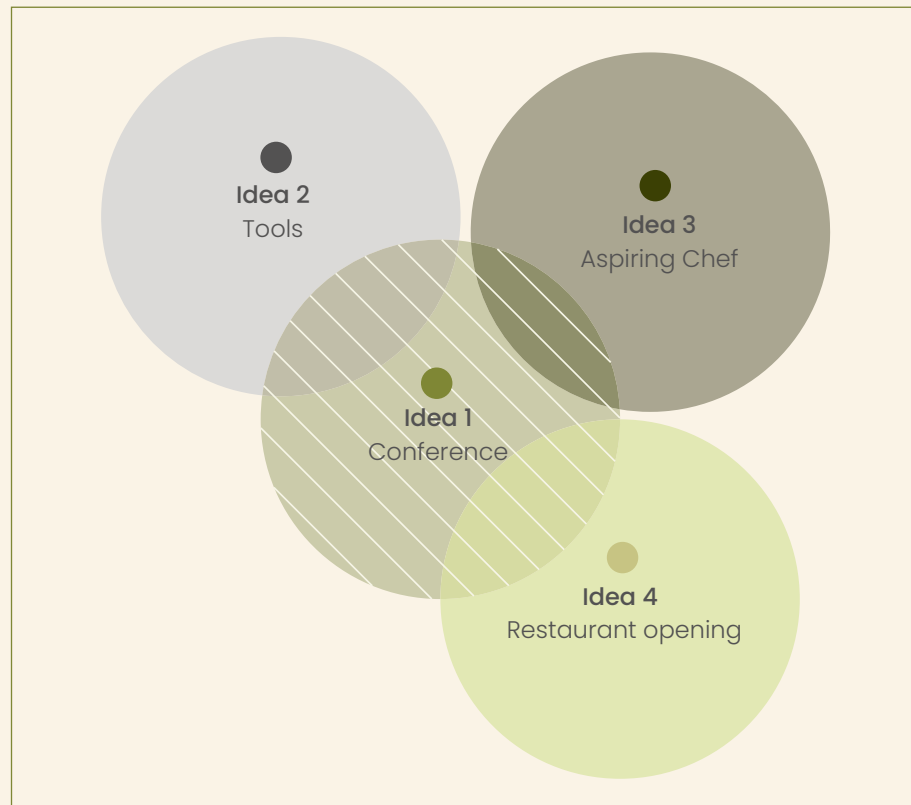 Idea 2
Tools
Idea 3
Aspiring Chef
Idea 1
Conference
Idea 4
Restaurant opening